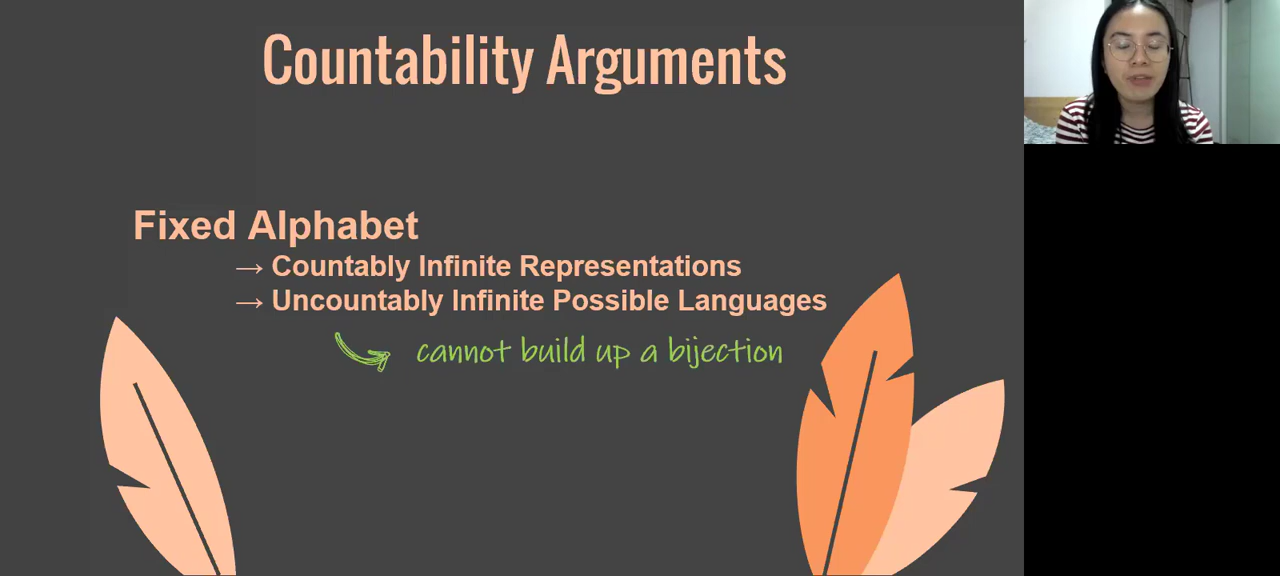 Countability Arguments
Fixed Alphabet
→ Countably Infinite Representations
→ Uncountably Infinite Possible Languages
cannot build up a bijection